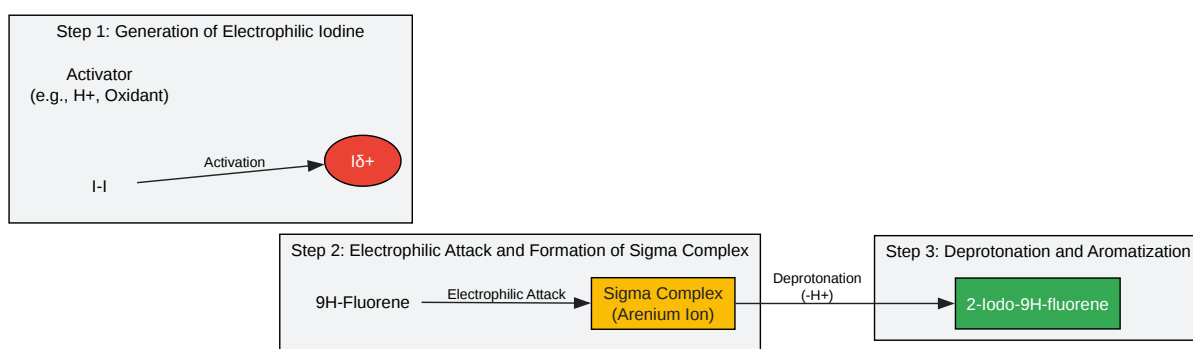 Step 1: Generation of Electrophilic Iodine
Activator
(e.g., H+, Oxidant)
Activation
Iδ+
I-I
Step 2: Electrophilic Attack and Formation of Sigma Complex
9H-Fluorene
Electrophilic Attack
Sigma Complex
(Arenium Ion)
Deprotonation
(-H+)
Step 3: Deprotonation and Aromatization
2-Iodo-9H-fluorene